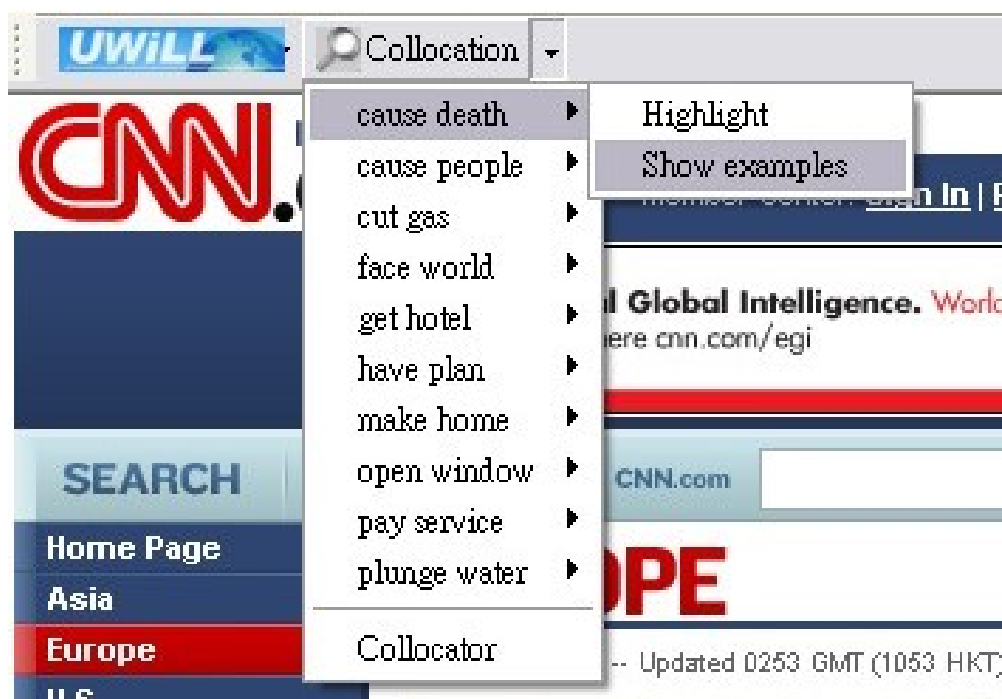 UWiLL Collocation
cause death Highlight
CNN.
cause people Show examples
Sign In |
cut gas
face world
l Global Intelligence. World
get hotel
ere cnn.com/egi
have plan
make home
open window
SEARCH CNN.com
pay service
Home Page
plunge water
OPE
Asia
Europe
Collocator
-- Updated 0253 GMT (1053 HKT)
U.S.